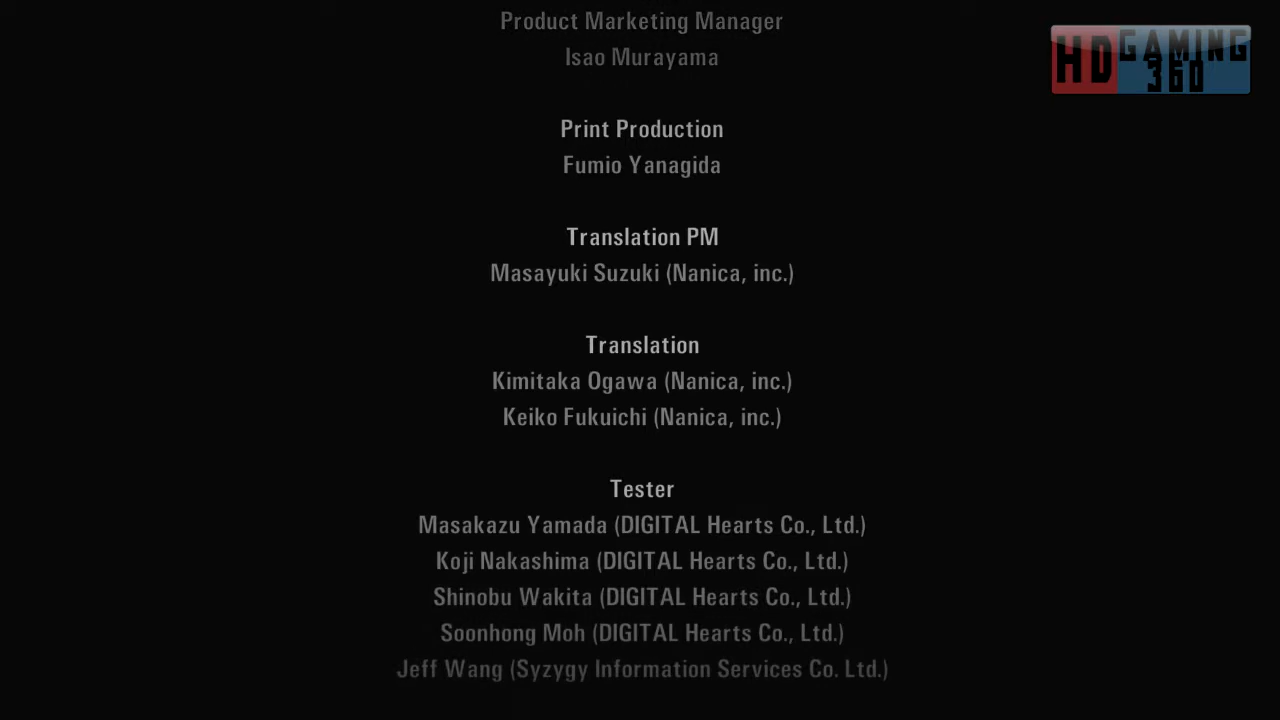 Product Marketing Manager
Isao Murayama
HD GAMING
360
Print Production
Fumio Yanagida
Translation PM
Masayuki Suzuki (Nanica, inc.)
Translation
Kimitaka Ogawa (Nanica, inc.)
Keiko Fukuichi (Nanica, inc.)
Tester
Masakazu Yamada (DIGITAL Hearts Co., Ltd.)
Koji Nakashima (DIGITAL Hearts Co., Ltd.)
Shinobu Wakita (DIGITAL Hearts Co., Ltd.)
Soonhong Moh (DIGITAL Hearts Co., Ltd.)
Jeff Wang (Syzygy Information Services Co. Ltd.)